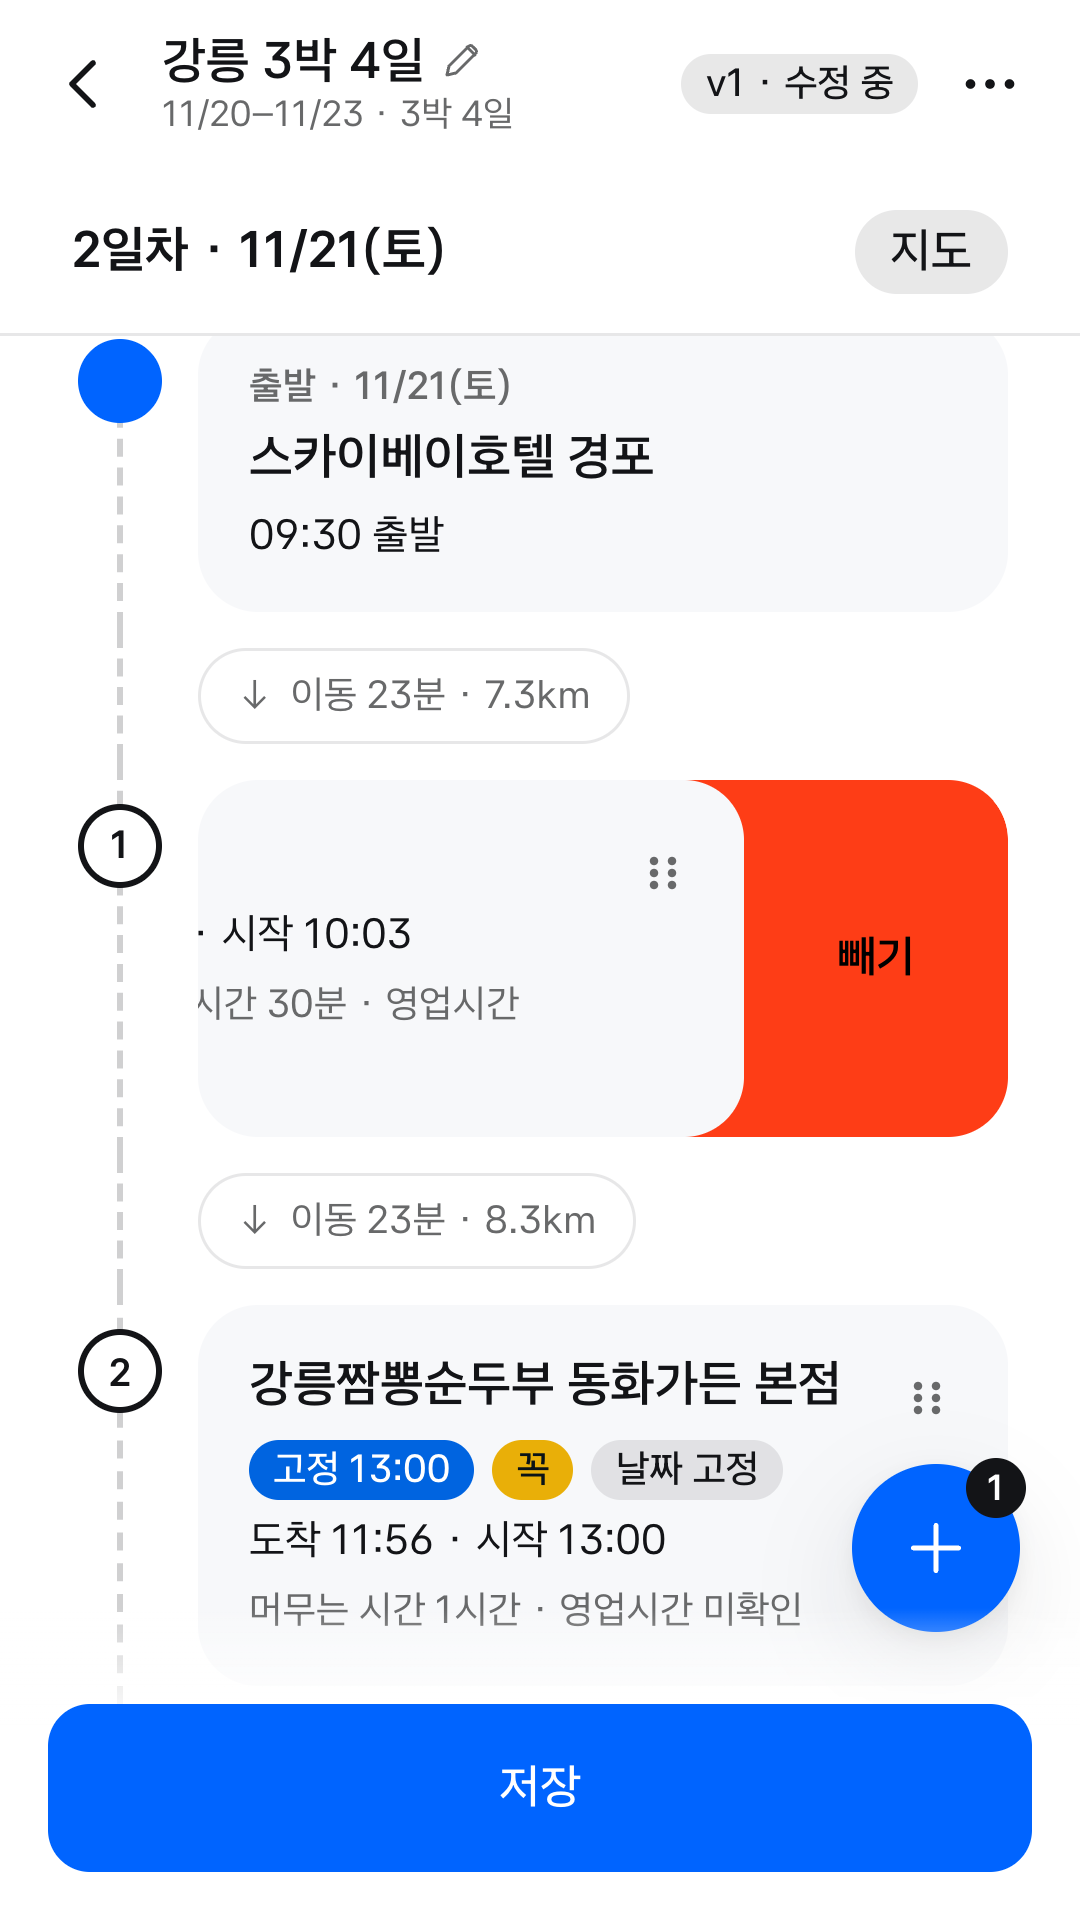 강릉 3박 4일
11/20–11/23 · 3박 4일
v1 · 수정 중
2일차 · 11/21(토)
지도
출발 · 11/21(토)
스카이베이호텔 경포
09:30 출발
↓ 이동 23분 · 7.3km
1
· 시작 10:03
시간 30분 · 영업시간
빼기
↓ 이동 23분 · 8.3km
2
강릉짬뽕순두부 동화가든 본점
고정 13:00 꼭 날짜 고정
도착 11:56 · 시작 13:00
머무는 시간 1시간 · 영업시간 미확인
1
저장